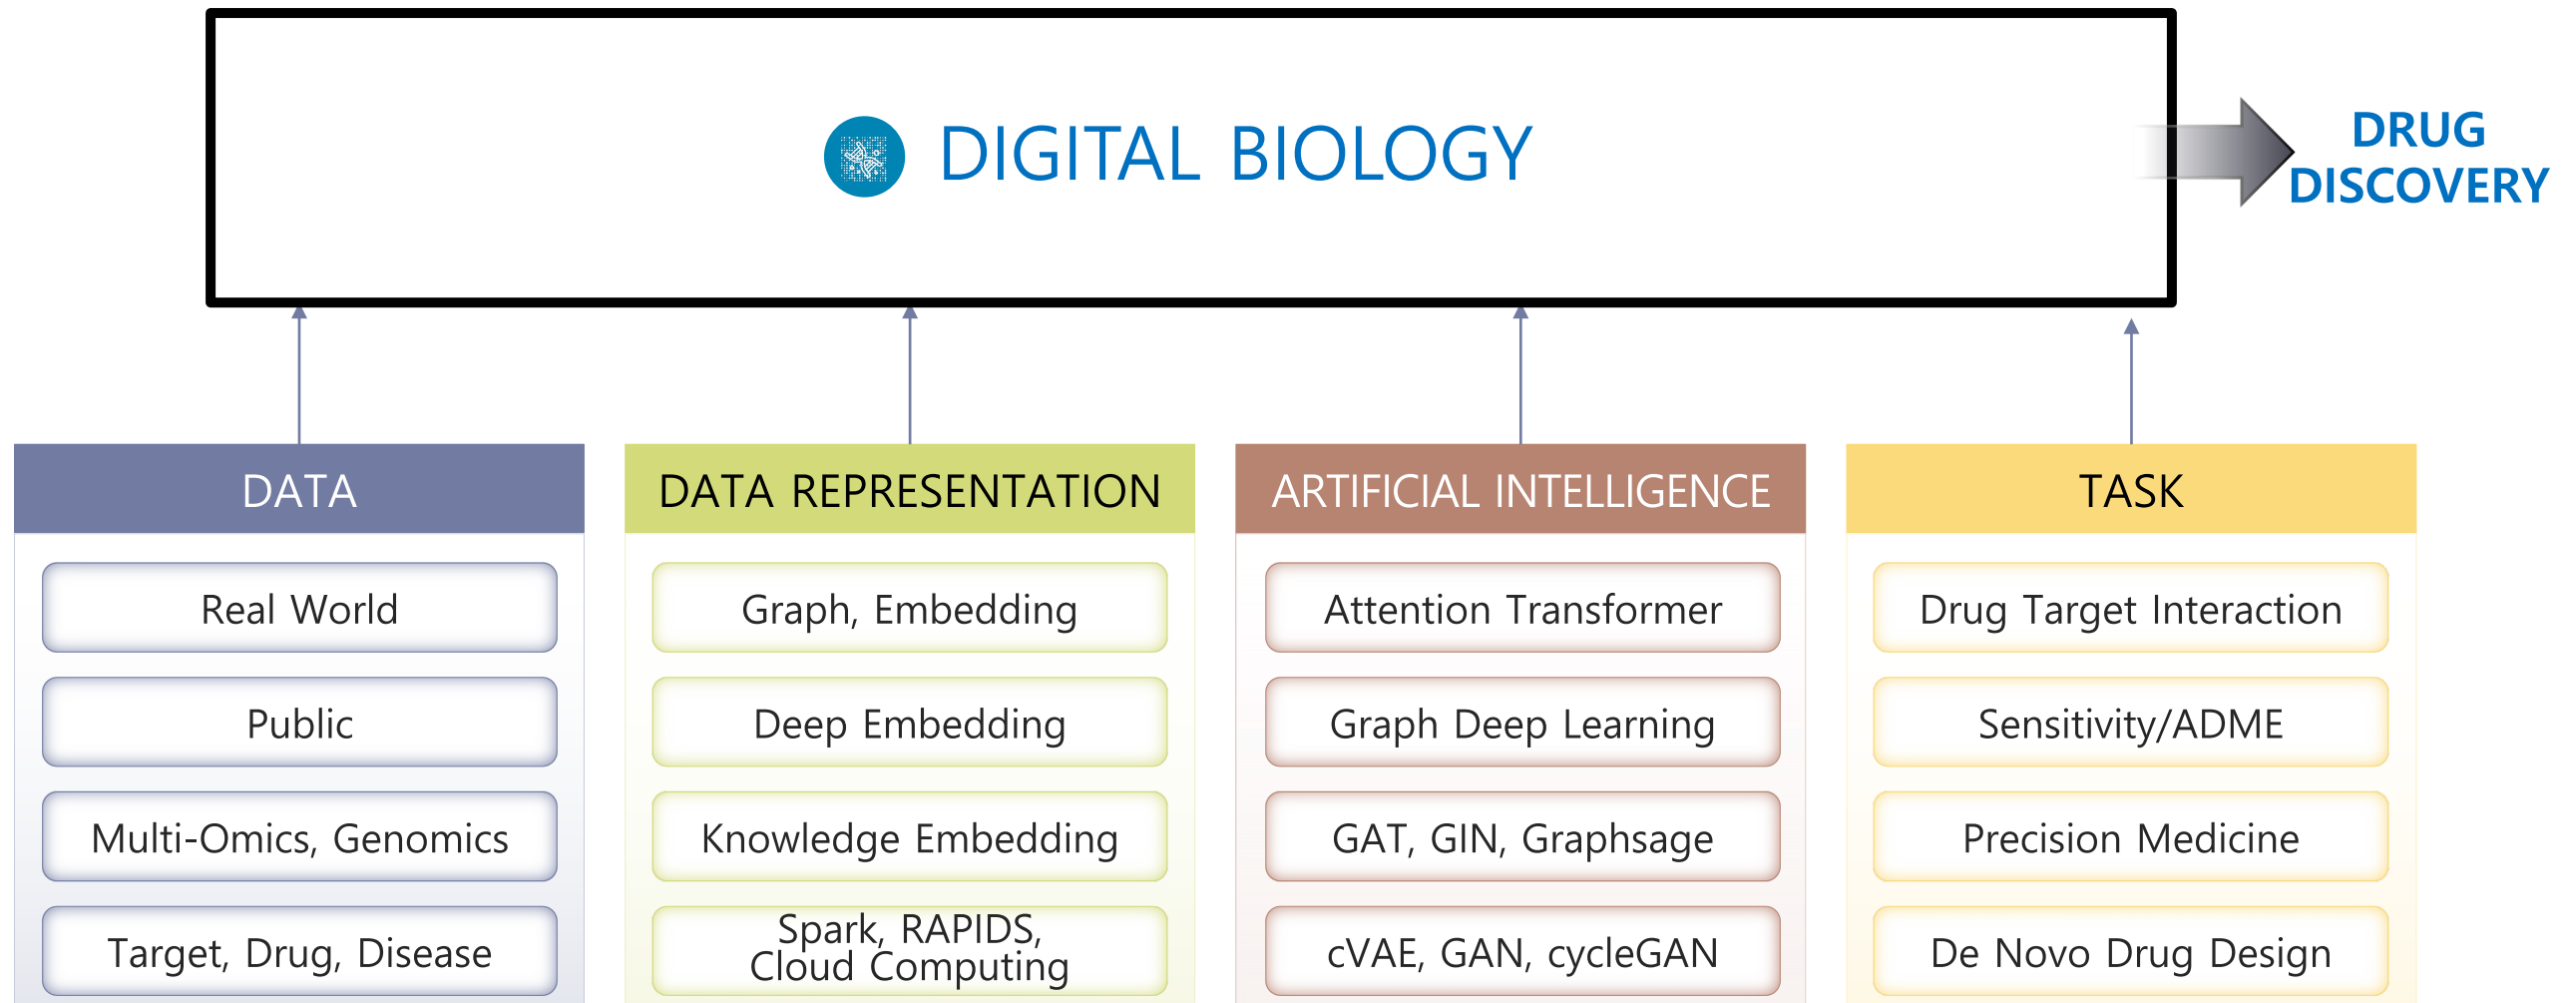 DIGITAL BIOLOGY
DRUG
DISCOVERY
DATA
Real World
Public
Multi-Omics, Genomics
Target, Drug, Disease
DATA REPRESENTATION
Graph, Embedding
Deep Embedding
Knowledge Embedding
Spark, RAPIDS,
Cloud Computing
ARTIFICIAL INTELLIGENCE
Attention Transformer
Graph Deep Learning
GAT, GIN, Graphsage
cVAE, GAN, cycleGAN
TASK
Drug Target Interaction
Sensitivity/ADME
Precision Medicine
De Novo Drug Design